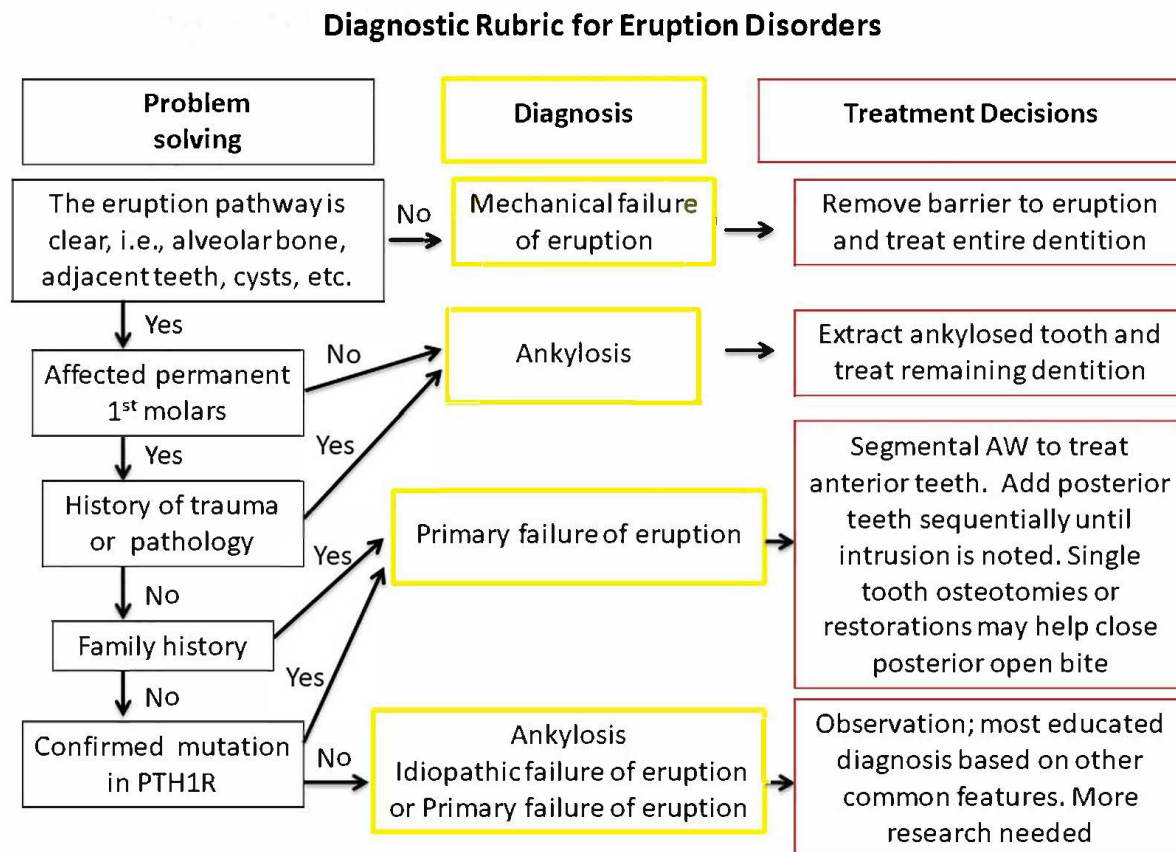 Diagnostic Rubric for Eruption Disorders
Problem
solving
Diagnosis
Treatment Decisions
The eruption pathway is
clear, i.e., alveolar bone,
adjacent teeth, cysts, etc.
No
Mechanical failure
of eruption
Remove barrier to eruption
and treat entire dentition
Yes
Affected permanent
1st molars
No
Ankylosis
Extract ankylosed tooth and
treat remaining dentition
Yes
Yes
History of trauma
or pathology
Primary failure of eruption
Segmental AW to treat
anterior teeth. Add posterior
teeth sequentially until
intrusion is noted. Single
tooth osteotomies or
restorations may help close
posterior open bite
No
Yes
Family history
Yes
No
Confirmed mutation
in PTH1R
No
Ankylosis
Idiopathic failure of eruption
or Primary failure of eruption
Observation; most educated
diagnosis based on other
common features. More
research needed